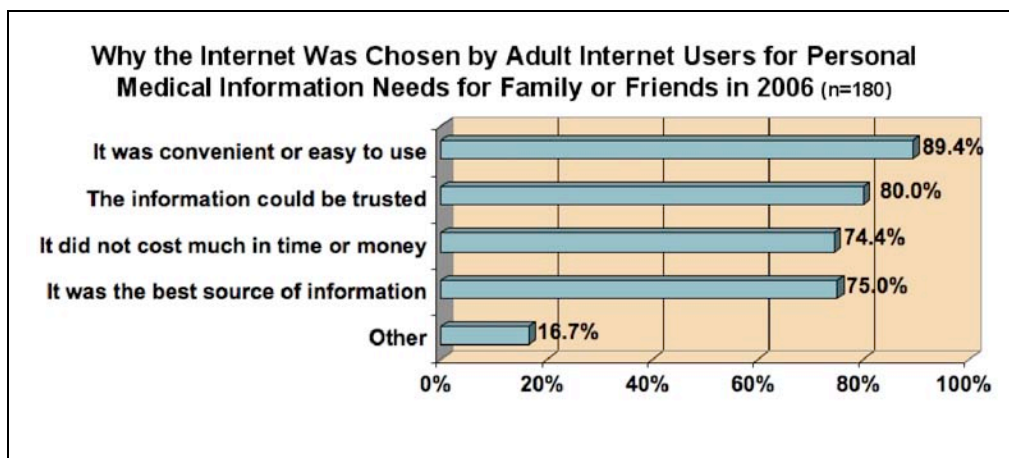 Why the Internet Was Chosen by Adult Internet Users for Personal
Medical Information Needs for Family or Friends in 2006 (n=180)
It was convenient or easy to use
89.4%
The information could be trusted
80.0%
It did not cost much in time or money
74.4%
It was the best source of information
75.0%
Other
16.7%
0% 20% 40% 60% 80% 100%